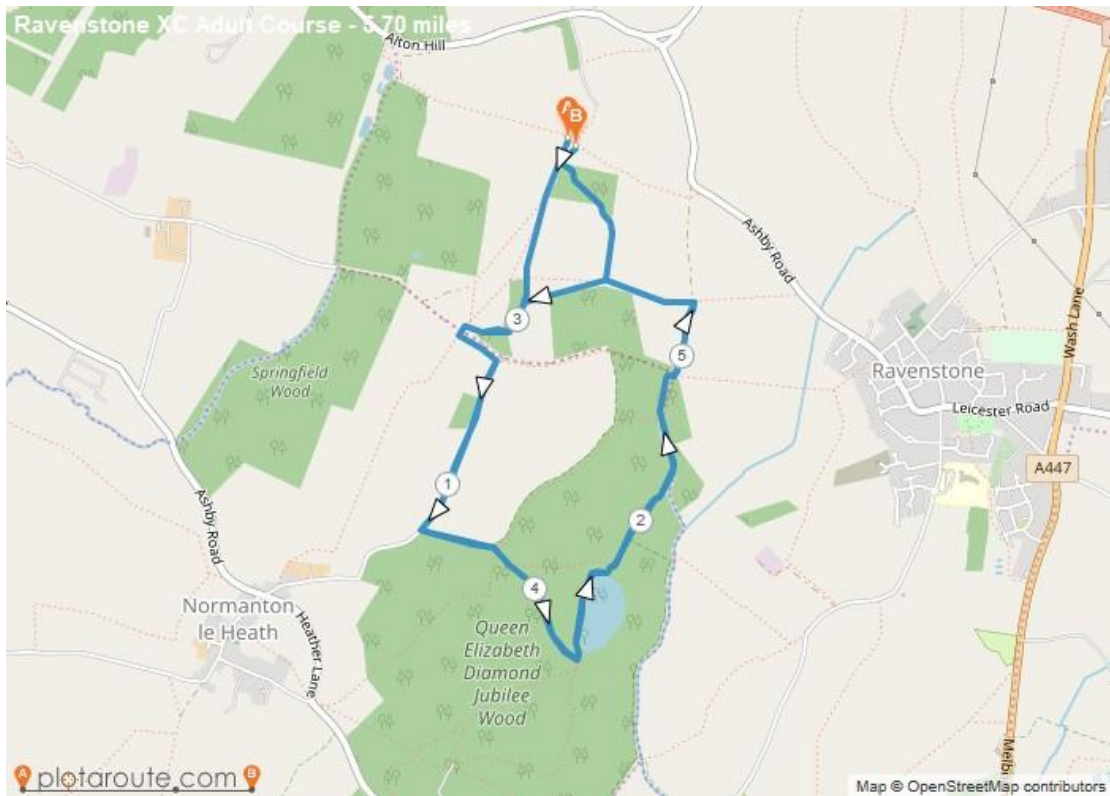 Ravenstone XC Adult Course - 5.70 miles
Alton Hill
A
B
Ashby Road
Wash Lane
3
5
Springfield
Wood
Ravenstone
Leicester Road
A447
1
2
Ashby Road
4
Normanton
le Heath
Heather Lane
Queen
Elizabeth
Diamond
Jubilee
Wood
Melb
A
plotaroute.com
B
Map © OpenStreetMap contributors